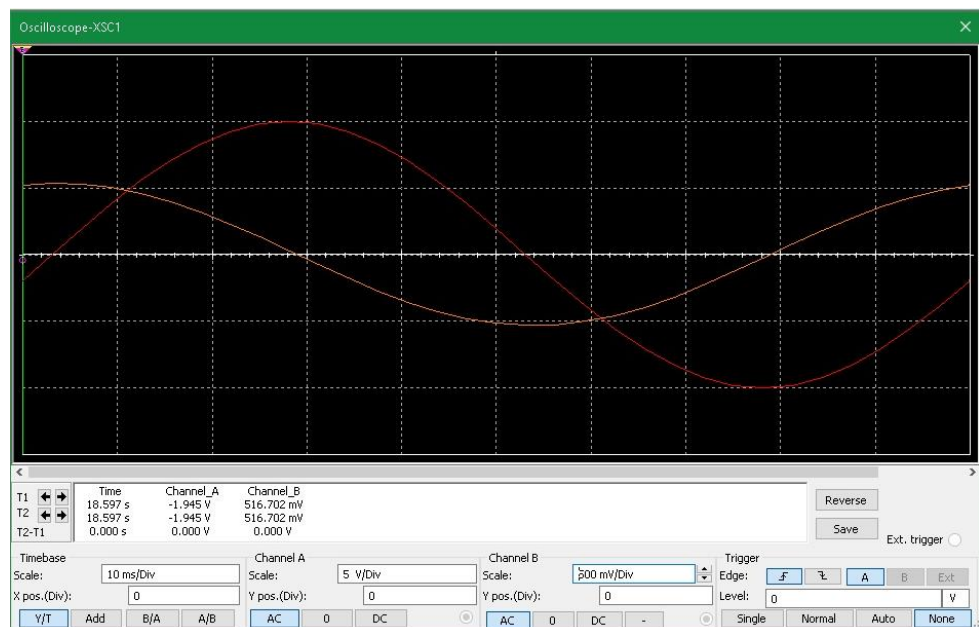 Oscilloscope-XSC1
Time Channel_A Channel_B
T1 18.597 s -1.945 V 516.702 mV
T2 18.597 s -1.945 V 516.702 mV
T2-T1 0.000 s 0.000 V 0.000 V
Reverse
Save
Ext. trigger
Timebase
Scale: 10 ms/Div
X pos.(Div): 0
Y/T Add B/A A/B
Channel A
Scale: 5 V/Div
Y pos.(Div): 0
AC 0 DC
Channel B
Scale: 500 mV/Div
Y pos.(Div): 0
AC 0 DC -
Trigger
Edge: A B Ext
Level: 0 V
Single Normal Auto None